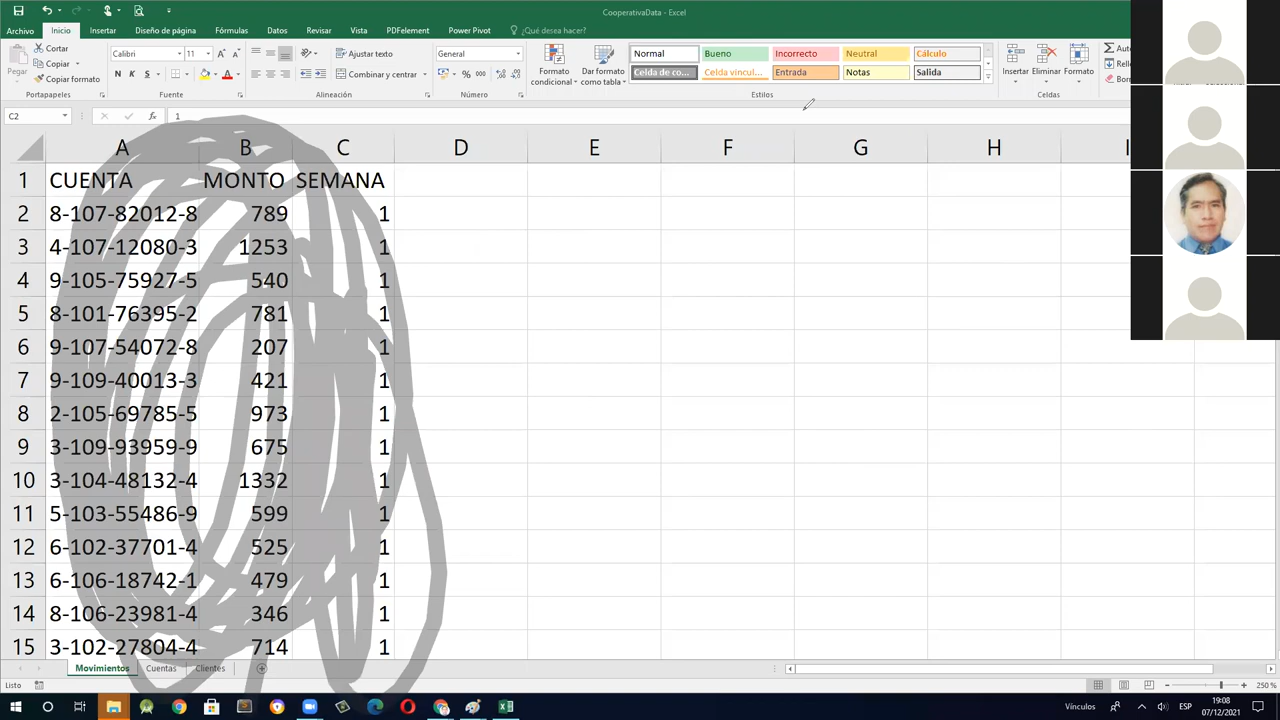 CooperativaData - Excel
Archivo Inicio Insertar Diseño de página Fórmulas Datos Revisar Vista PDFelement Power Pivot ¿Qué desea hacer?
Pegar
Cortar
Copiar
Copiar formato
Portapapeles
Calibri 11
N K S
Fuente
Ajustar texto
Combinar y centrar
Alineación
General
% 000
Número
Formato condicional
Dar formato como tabla
Normal Bueno Incorrecto Neutral Cálculo
Celda de co... Celda vincul... Entrada Notas Salida
Estilos
Insertar Eliminar Formato
Celdas
C2 fx 1
A B C D E F G H I
1 CUENTA MONTO SEMANA
2 8-107-82012-8 789 1
3 4-107-12080-3 1253 1
4 9-105-75927-5 540 1
5 8-101-76395-2 781 1
6 9-107-54072-8 207 1
7 9-109-40013-3 421 1
8 2-105-69785-5 973 1
9 3-109-93959-9 675 1
10 3-104-48132-4 1332 1
11 5-103-55486-9 599 1
12 6-102-37701-4 525 1
13 6-106-18742-1 479 1
14 8-106-23981-4 346 1
15 3-102-27804-4 714 1
Movimientos Cuentas Clientes
Listo 250 %
Vínculos ESP 19:08
07/12/2021